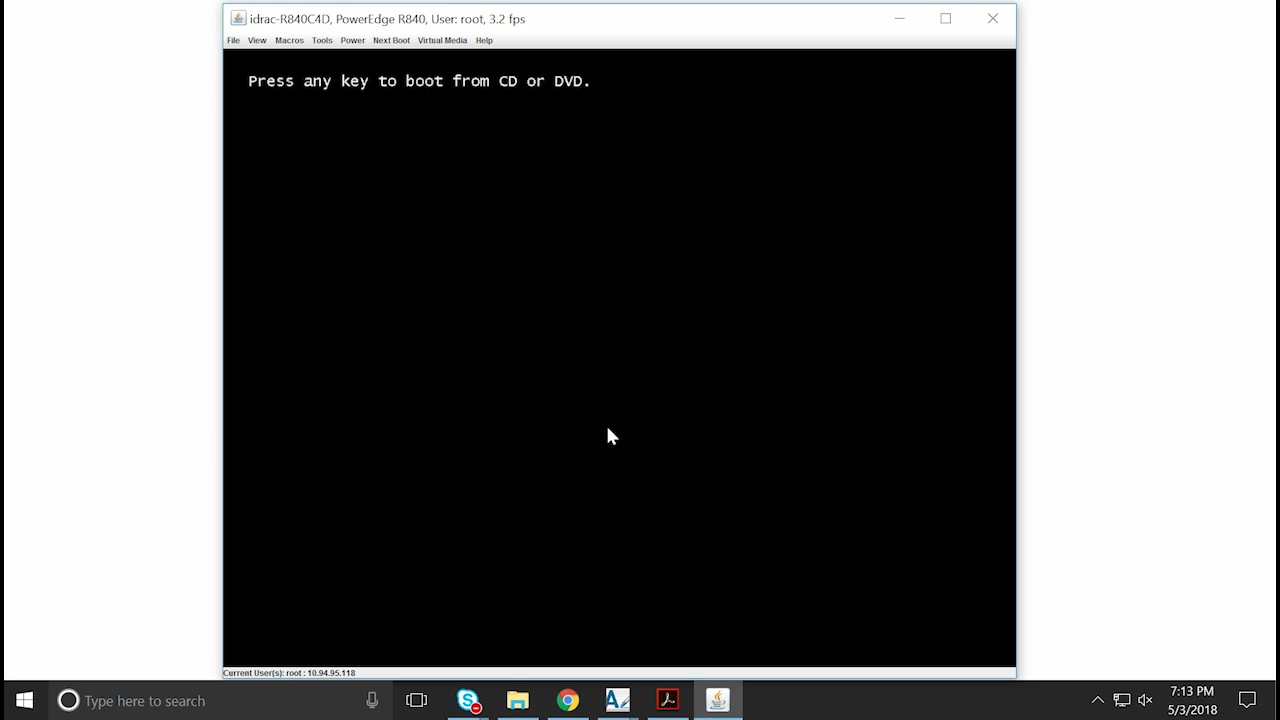 idrac-R840C4D, PowerEdge R840, User: root, 3.2 fps
File View Macros Tools Power Next Boot Virtual Media Help
Press any key to boot from CD or DVD.
Current User(s): root : 10.94.95.118
Type here to search
7:13 PM
5/3/2018